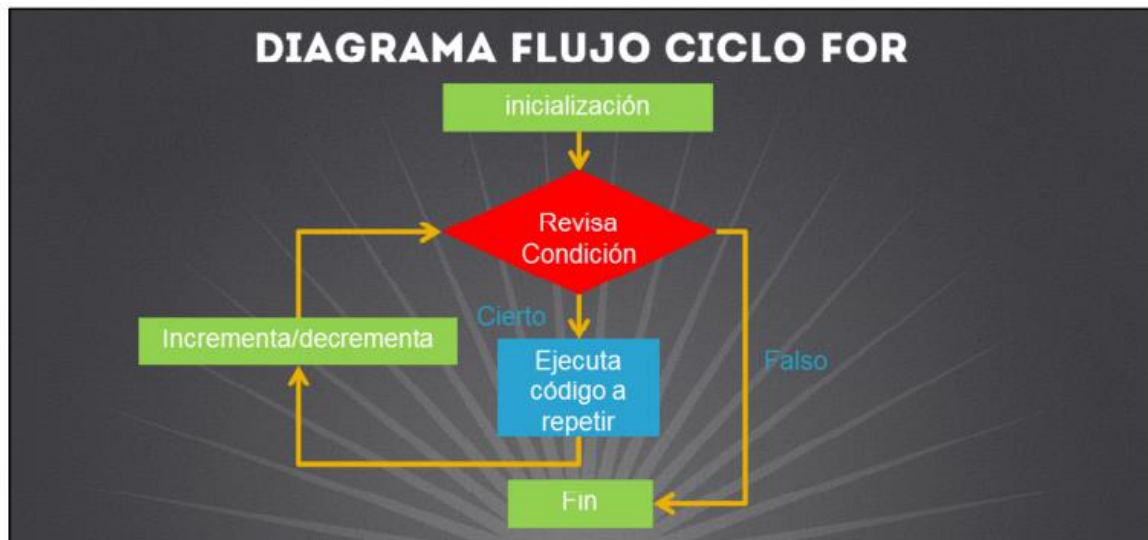 DIAGRAMA FLUJO CICLO FOR
inicialización
Revisa
Condición
Cierto
Incrementa/decrementa
Ejecuta
código a
repetir
Falso
Fin